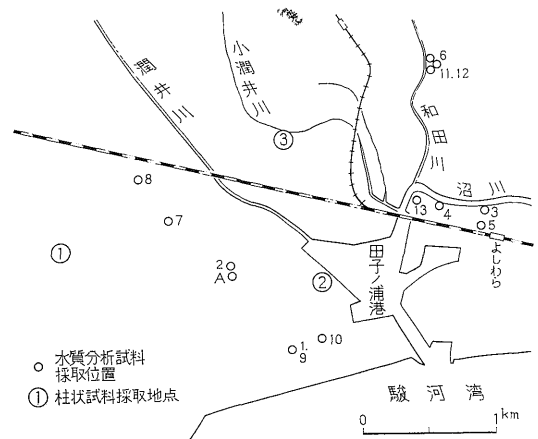 潤井川
小潤井川
和田川
沼川
6
11.12
③
8
7
13
4
3
5
よしわら
①
2
A
②
田子ノ浦港
10
1.
9
水質分析試料
採取位置
① 柱状試料採取地点
駿河湾
0 1 km